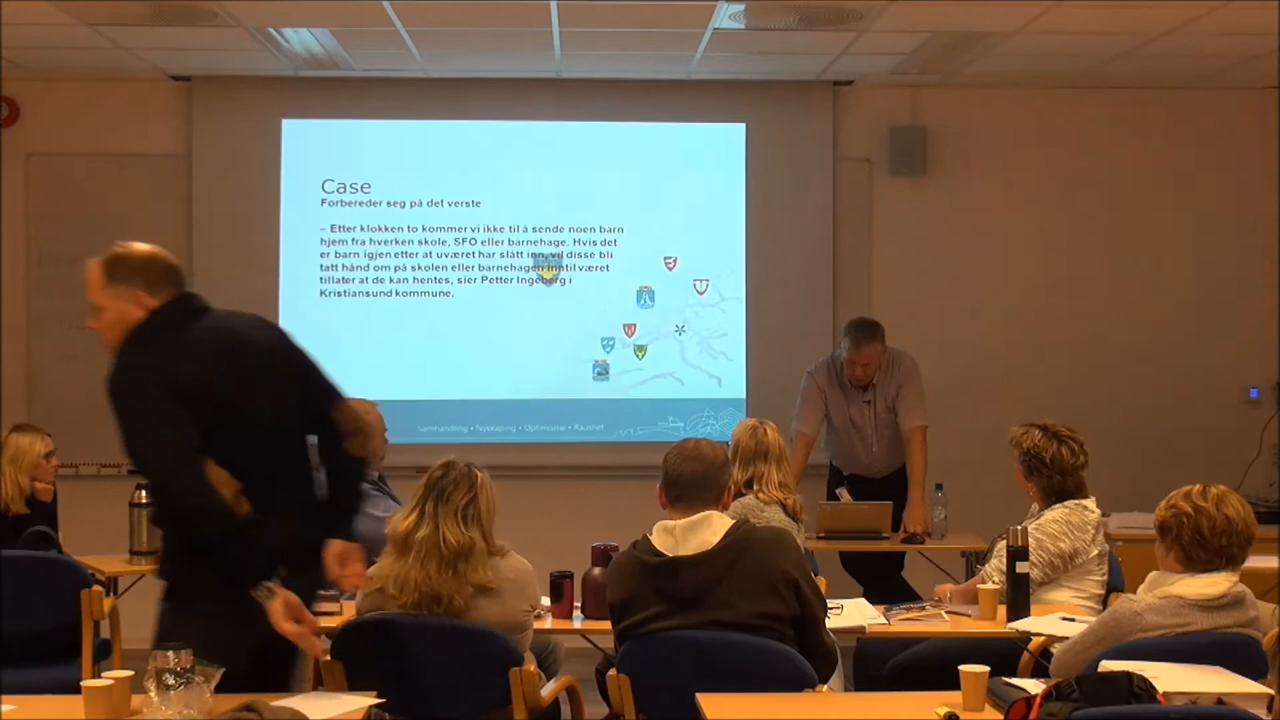 Case
Forbereder seg på det verste
– Etter klokken to kommer vi ikke til å sende noen barn
hjem fra hverken skole, SFO eller barnehage. Hvis det
er barn igjen etter at uværet har slått inn, vil disse bli
tatt hånd om på skolen eller barnehagen inntil været
tillater at de kan hentes, sier Petter Ingeberg i
Kristiansund kommune.
Samhandling • Nyskaping • Optimisme • Raushet